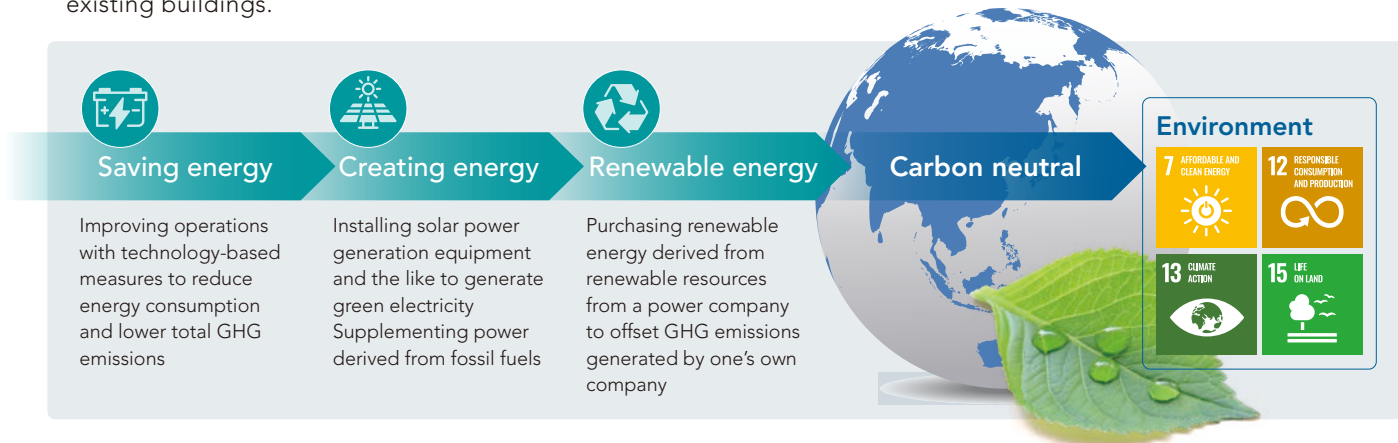 existing buildings.
Saving energy
Creating energy
Renewable energy
Carbon neutral
Improving operations
with technology-based
measures to reduce
energy consumption
and lower total GHG
emissions
Installing solar power
generation equipment
and the like to generate
green electricity
Supplementing power
derived from fossil fuels
Purchasing renewable
energy derived from
renewable resources
from a power company
to offset GHG emissions
generated by one’s own
company
Environment
7 AFFORDABLE AND
CLEAN ENERGY
12 RESPONSIBLE
CONSUMPTION
AND PRODUCTION
13 CLIMATE
ACTION
15 LIFE
ON LAND